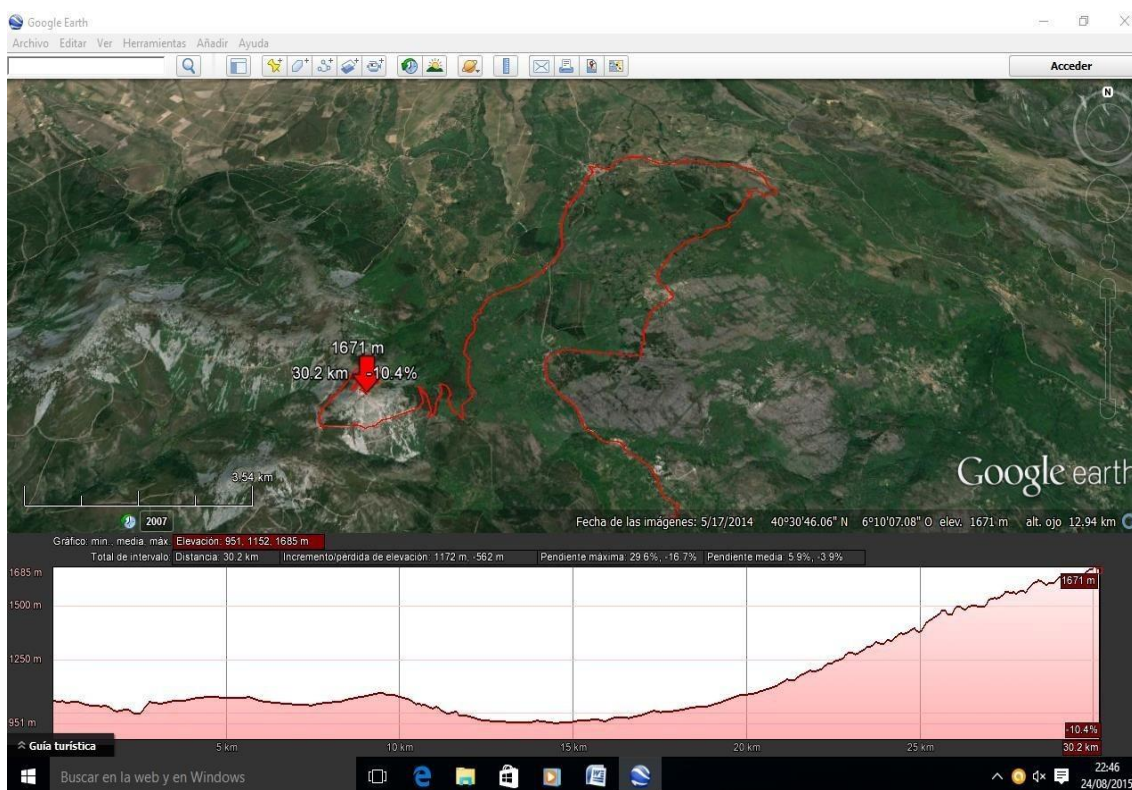 Google Earth
Archivo Editar Ver Herramientas Añadir Ayuda
Acceder
N
1671 m
30.2 km -10.4%
3.54 km
Google earth
2007
Fecha de las imágenes: 5/17/2014 40º30'46.06" N 6º10'07.08" O elev. 1671 m alt. ojo 12.94 km
Gráfico: min., media, máx. Elevación: 951, 1152, 1685 m
Total de intervalo: Distancia: 30.2 km Incremento/pérdida de elevación: 1172 m, -562 m Pendiente máxima: 29.6%, -16.7% Pendiente media: 5.9%, -3.9%
1685 m
1671 m
1500 m
1250 m
951 m
-10.4%
Guía turística
5 km 10 km 15 km 20 km 25 km 30.2 km
Buscar en la web y en Windows
22:46
24/08/2015